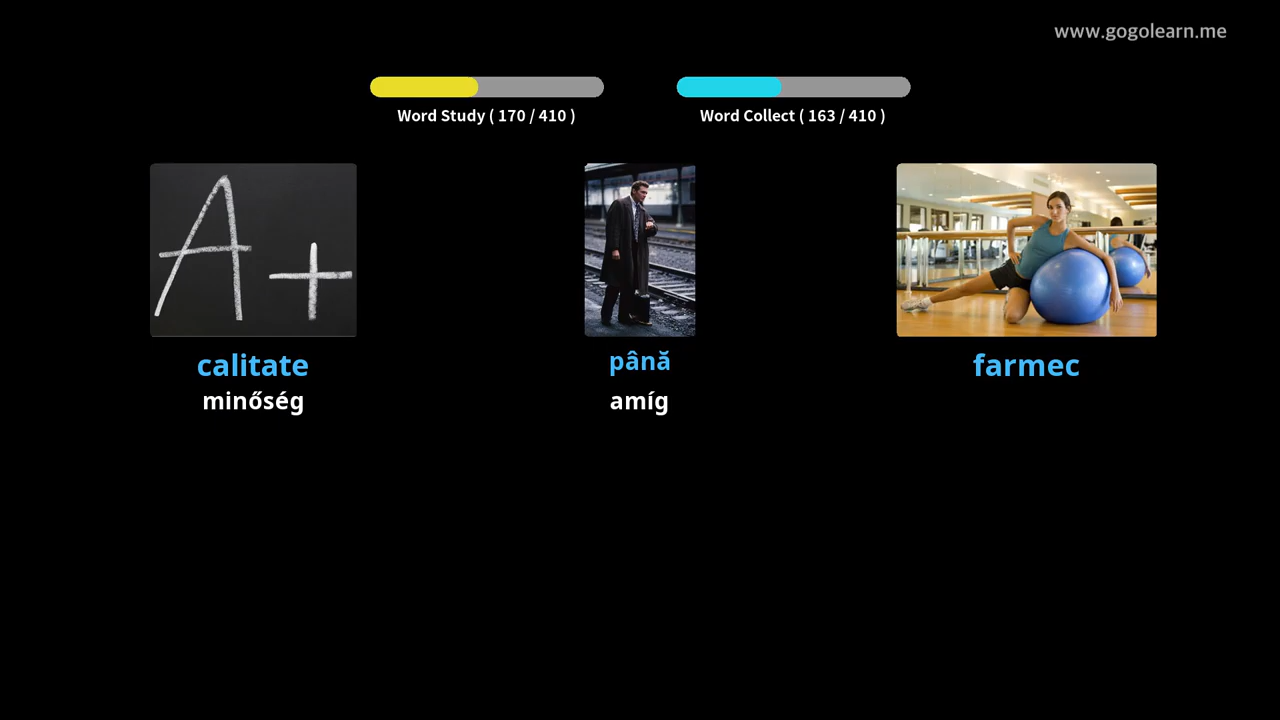 www.gogolearn.me
Word Study ( 170 / 410 )
Word Collect ( 163 / 410 )
A+
calitate
până
farmec
minőség
amíg